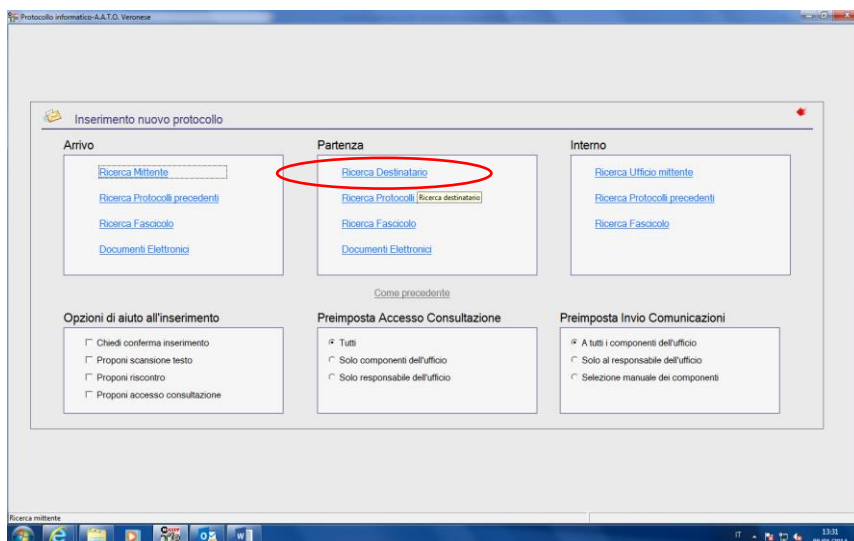 Protocollo informatico-A.A.T.O. Veronese
Inserimento nuovo protocollo
Arrivo
Ricerca Mittente
Ricerca Protocolli precedenti
Ricerca Fascicolo
Documenti Elettronici
Partenza
Ricerca Destinatario
Ricerca Protocolli
Ricerca destinatario
Ricerca Fascicolo
Documenti Elettronici
Interno
Ricerca Ufficio mittente
Ricerca Protocolli precedenti
Ricerca Fascicolo
Come precedente
Opzioni di aiuto all'inserimento
Chiedi conferma inserimento
Proponi scansione testo
Proponi riscontro
Proponi accesso consultazione
Preimposta Accesso Consultazione
Tutti
Solo componenti dell'ufficio
Solo responsabile dell'ufficio
Preimposta Invio Comunicazioni
A tutti i componenti dell'ufficio
Solo al responsabile dell'ufficio
Selezione manuale dei componenti
Ricerca mittente
IT
13:31